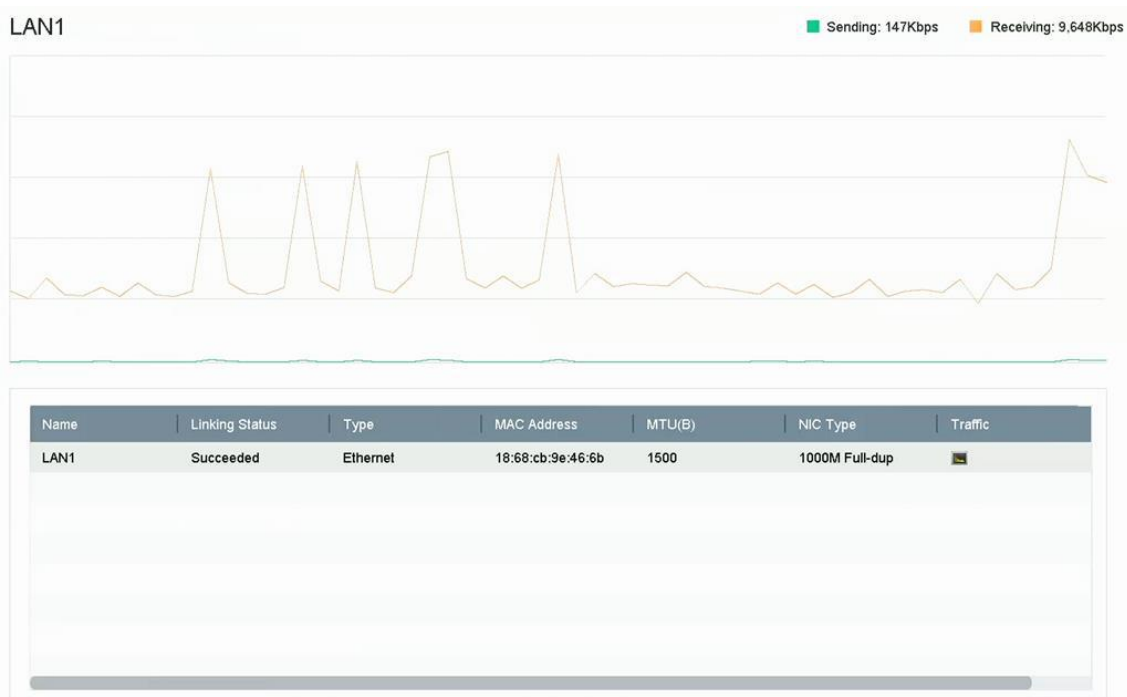 LAN1
Sending: 147Kbps Receiving: 9,648Kbps
Name Linking Status Type MAC Address MTU(B) NIC Type Traffic
LAN1 Succeeded Ethernet 18:68:cb:9e:46:6b 1500 1000M Full-dup